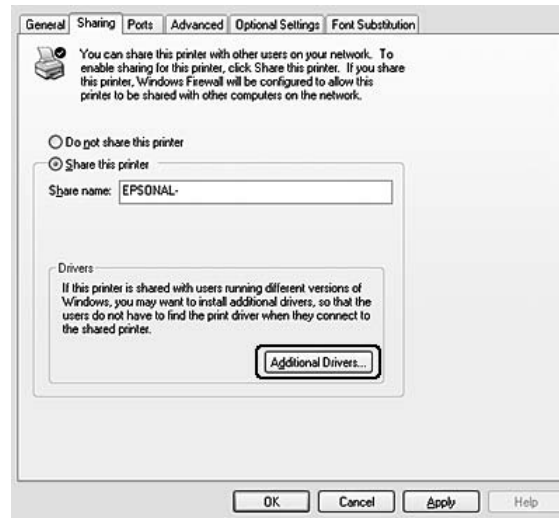 General Sharing Ports Advanced Optional Settings Font Substitution
You can share this printer with other users on your network. To
enable sharing for this printer, click Share this printer. If you share
this printer, Windows Firewall will be configured to allow this
printer to be shared with other computers on the network.
Do not share this printer
Share this printer
Share name: EPSONAL-
Drivers
If this printer is shared with users running different versions of
Windows, you may want to install additional drivers, so that the
users do not have to find the print driver when they connect to
the shared printer.
Additional Drivers...
OK Cancel Apply Help